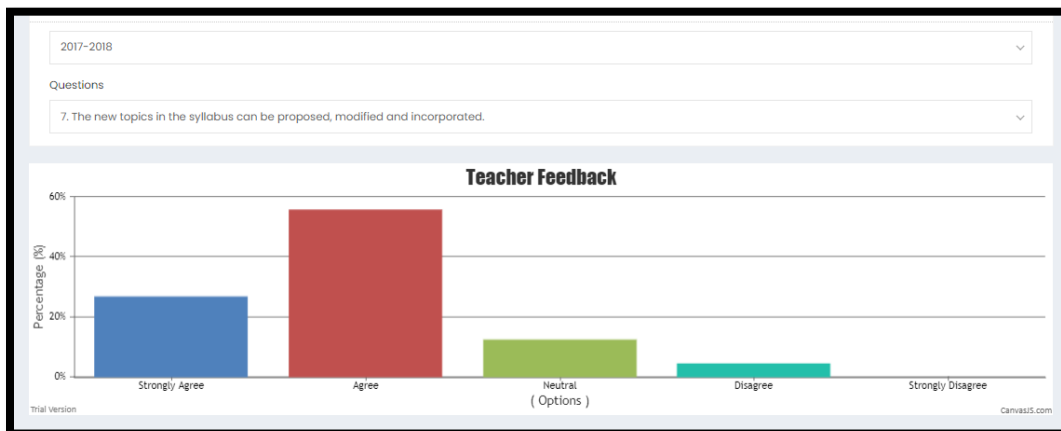 2017-2018
Questions
7. The new topics in the syllabus can be proposed, modified and incorporated.
Teacher Feedback
60%
40%
20%
0%
Percentage (%)
Strongly Agree Agree Neutral Disagree Strongly Disagree
( Options )
Trial Version CanvasJS.com